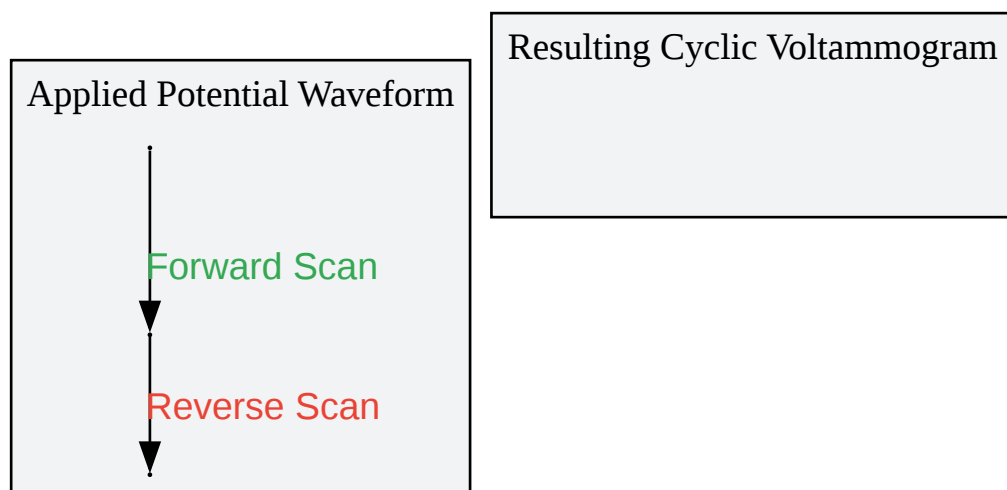 Resulting Cyclic Voltammogram
Applied Potential Waveform
Forward Scan
Reverse Scan